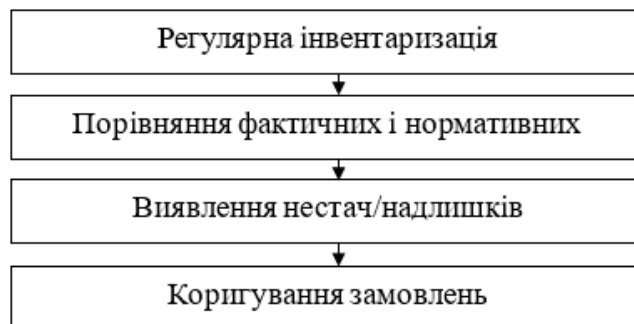 Регулярна інвентаризація
Порівняння фактичних і нормативних
Виявлення нестач/надлишків
Коригування замовлень